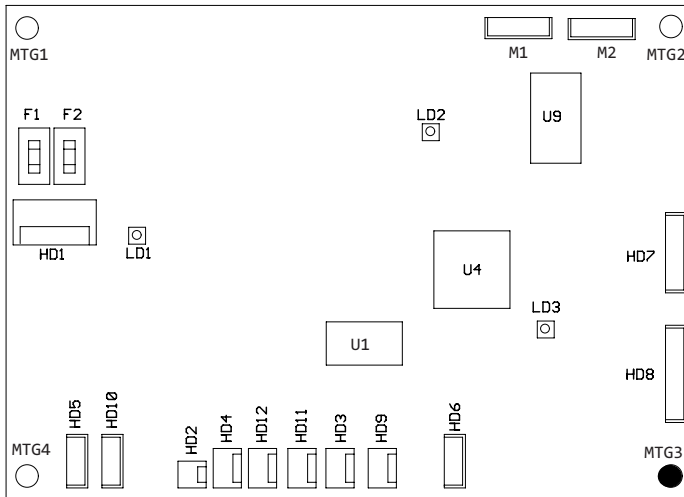 MTG1
M1
M2
MTG2
F1
F2
LD2
U9
HD1
LD1
HD7
U4
LD3
U1
HD8
HD5
HD10
HD2
HD4
HD12
HD11
HD3
HD9
HD6
MTG4
MTG3